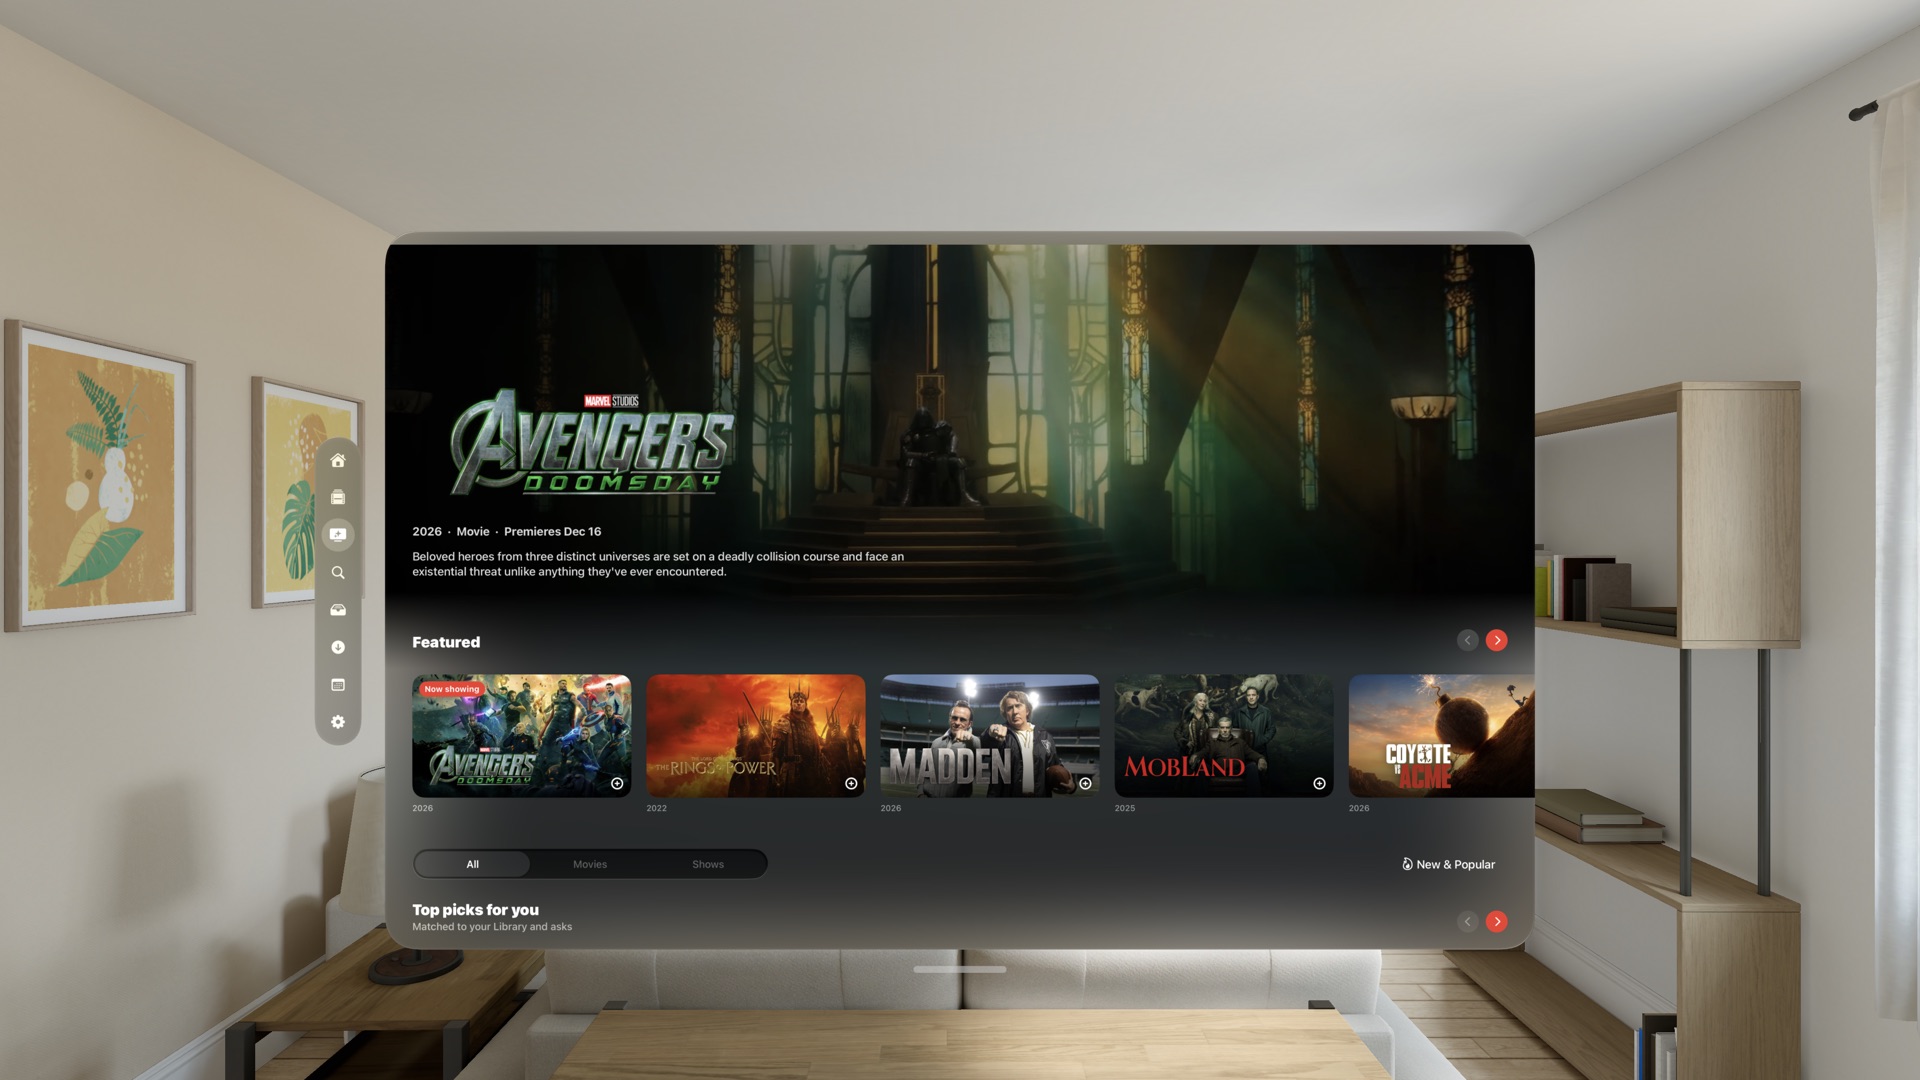 MARVEL STUDIOS
AVENGERS
DOOMSDAY
2026 · Movie · Premieres Dec 16
Beloved heroes from three distinct universes are set on a deadly collision course and face an
existential threat unlike anything they've ever encountered.
Featured
Now showing
AVENGERS
DOOMSDAY
2026
THE RINGS OF POWER
2022
MADDEN
2026
MOBLAND
2025
COYOTE
VS
ACME
2026
All
Movies
Shows
New & Popular
Top picks for you
Matched to your Library and asks